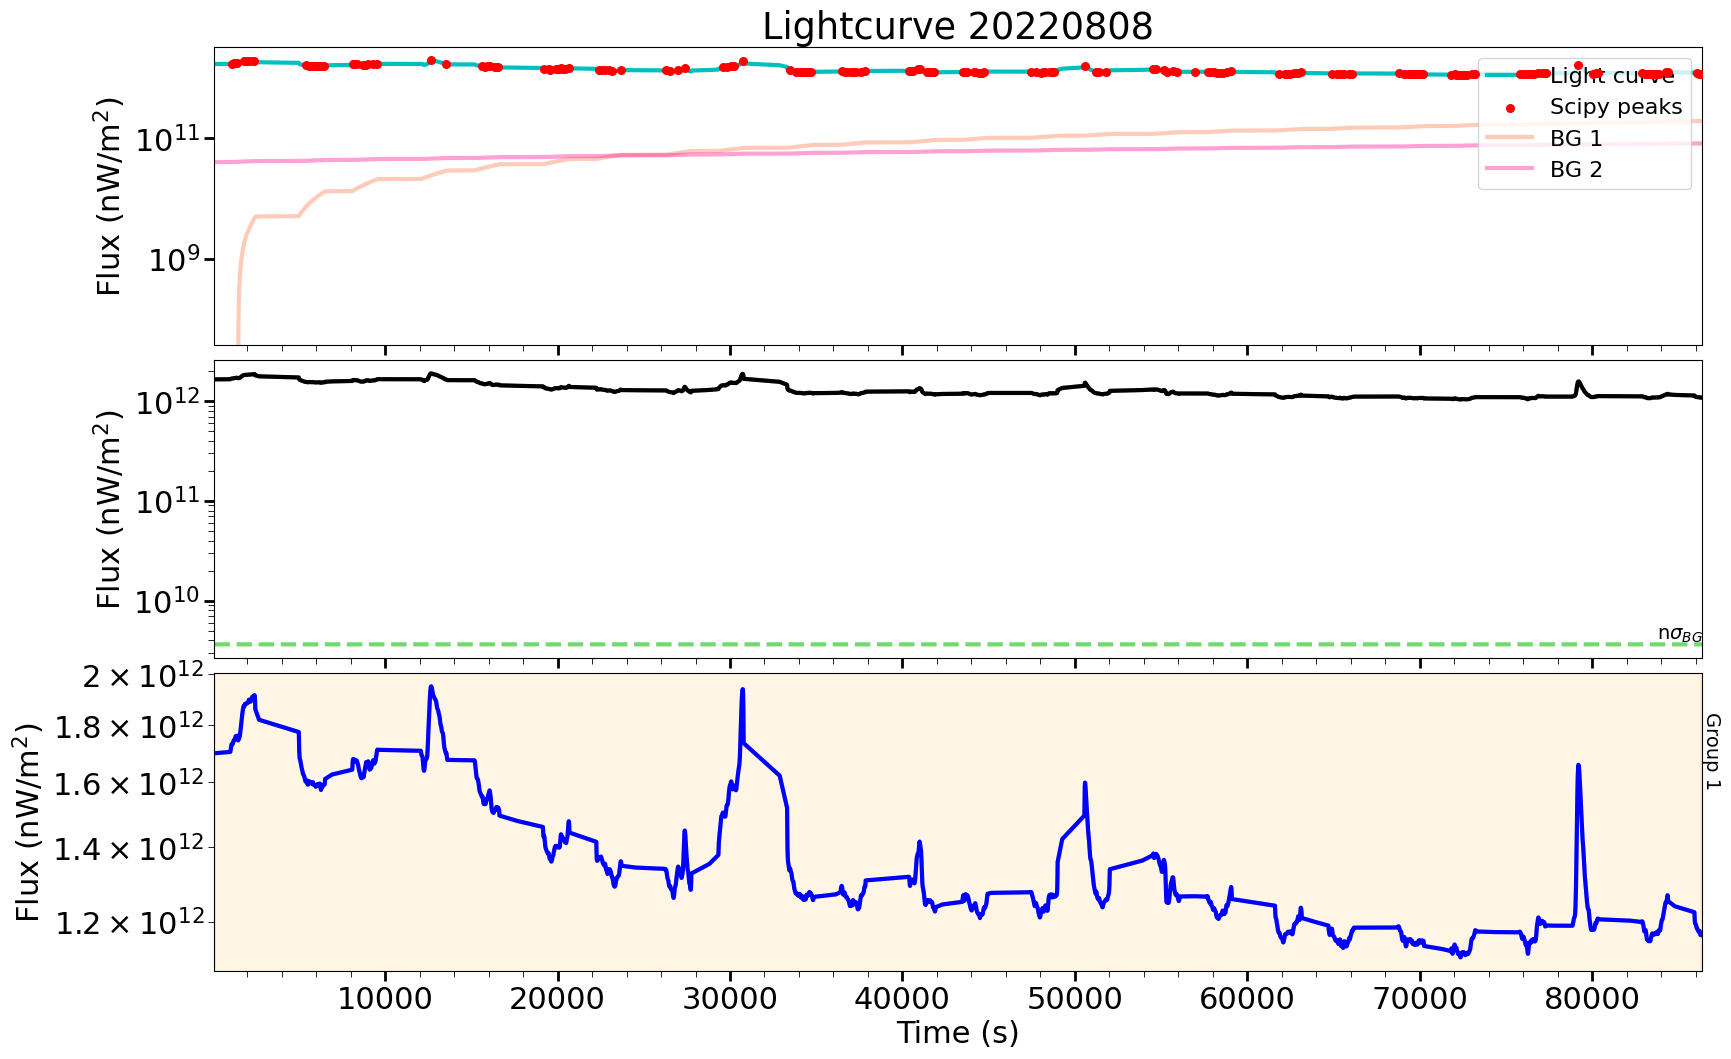 Lightcurve 20220808
Flux (nW/m²)
10¹¹
10⁹
Light curve
Scipy peaks
BG 1
BG 2
Flux (nW/m²)
10¹²
10¹¹
10¹⁰
nσ_BG
Flux (nW/m²)
2 × 10¹²
1.8 × 10¹²
1.6 × 10¹²
1.4 × 10¹²
1.2 × 10¹²
Group 1
10000 20000 30000 40000 50000 60000 70000 80000
Time (s)